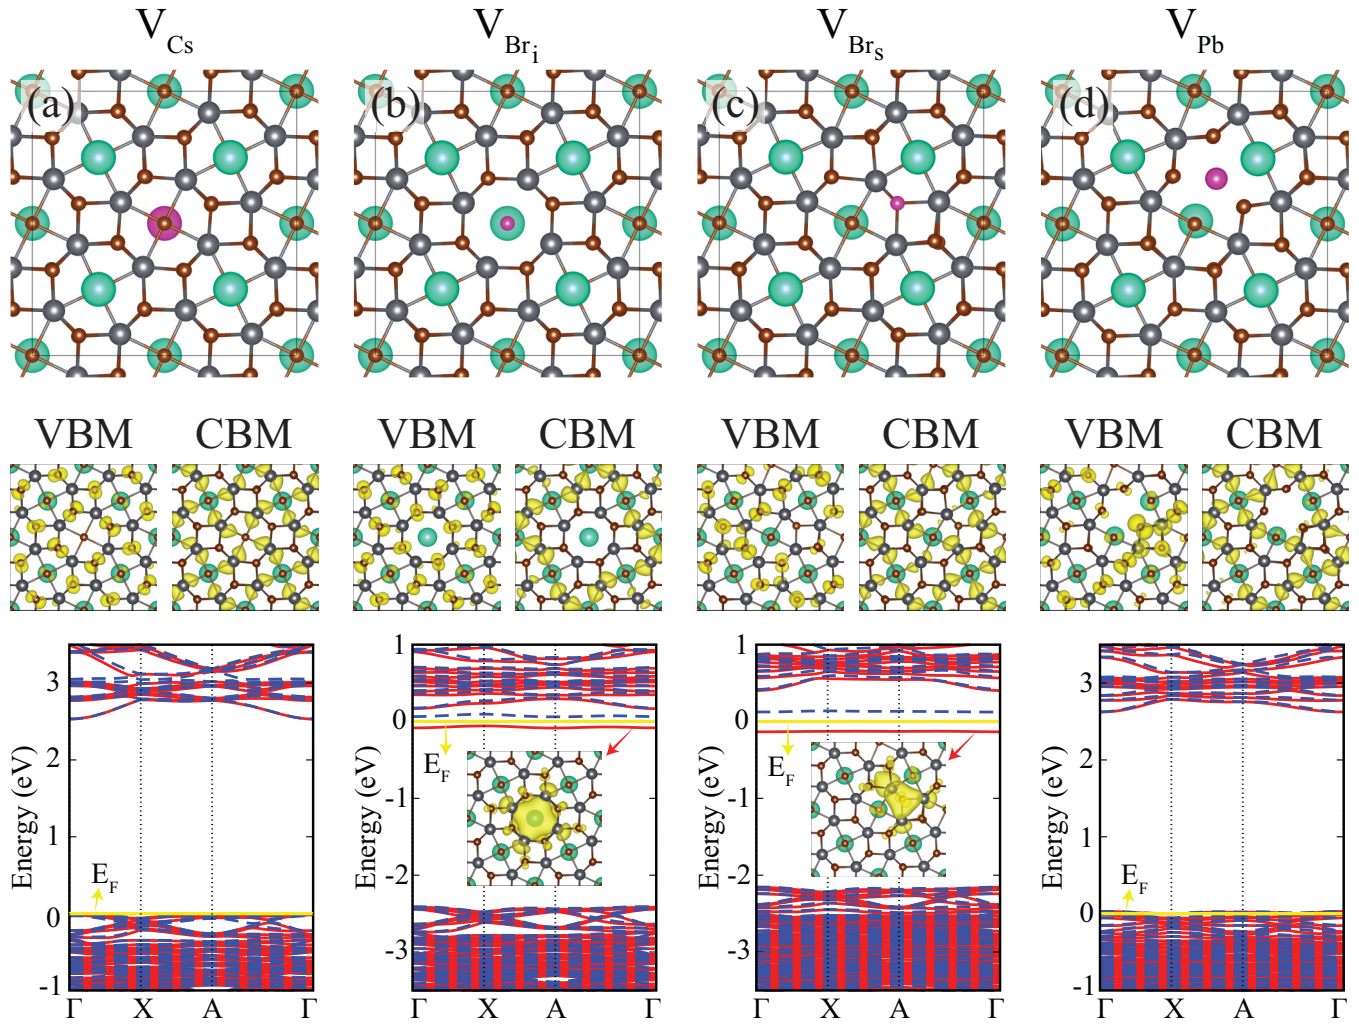 V_Cs V_Br_i V_Br_s V_Pb
(a) (b) (c) (d)
VBM CBM VBM CBM VBM CBM VBM CBM
Energy (eV)
3
2
1
0
-1
E_F
Γ X A Γ
Energy (eV)
1
0
-1
-2
-3
E_F
Γ X A Γ
Energy (eV)
1
0
-1
-2
-3
E_F
Γ X A Γ
Energy (eV)
3
2
1
0
-1
E_F
Γ X A Γ